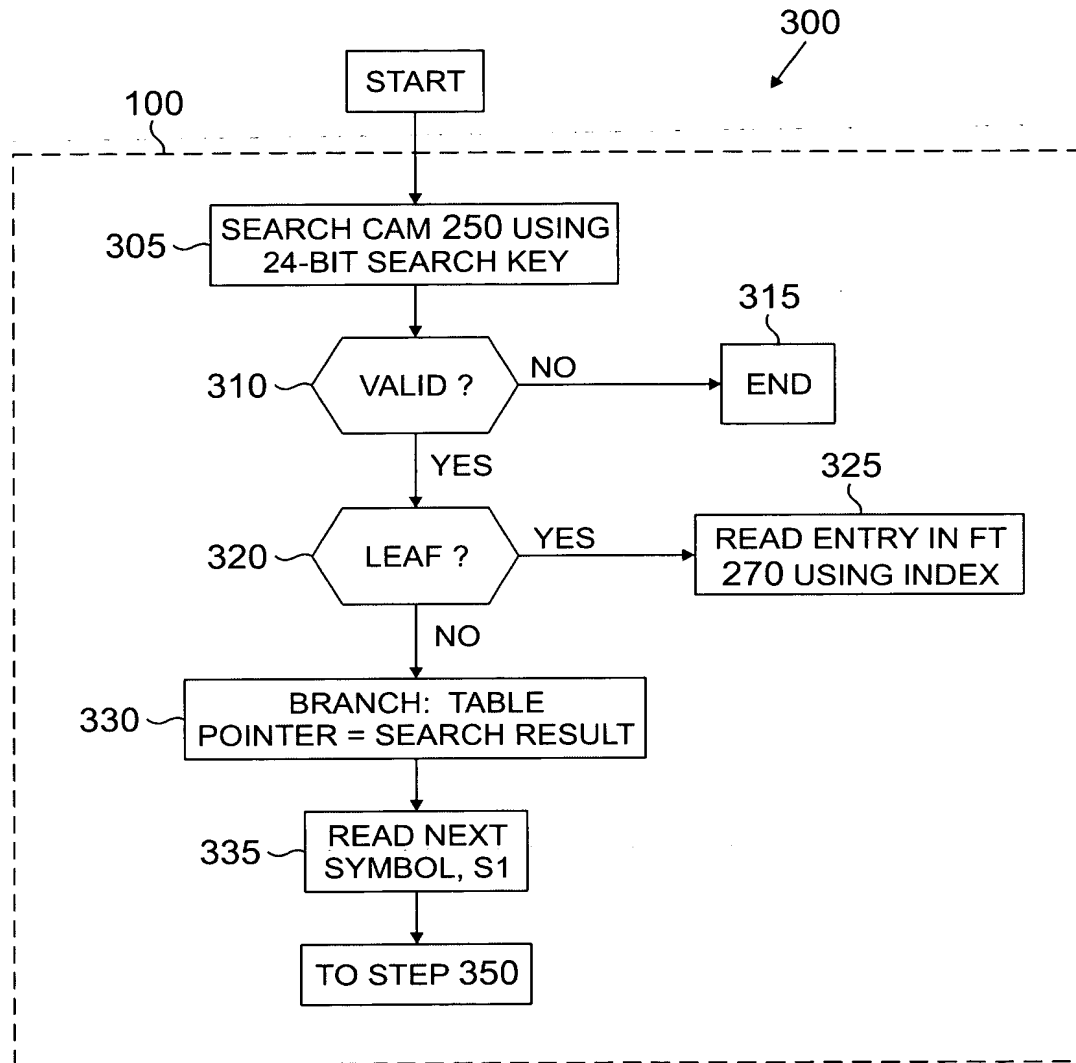 300
START
100
305
SEARCH CAM 250 USING
24-BIT SEARCH KEY
315
310
VALID ?
NO
END
YES
325
320
LEAF ?
YES
READ ENTRY IN FT
270 USING INDEX
NO
330
BRANCH: TABLE
POINTER = SEARCH RESULT
335
READ NEXT
SYMBOL, S1
TO STEP 350